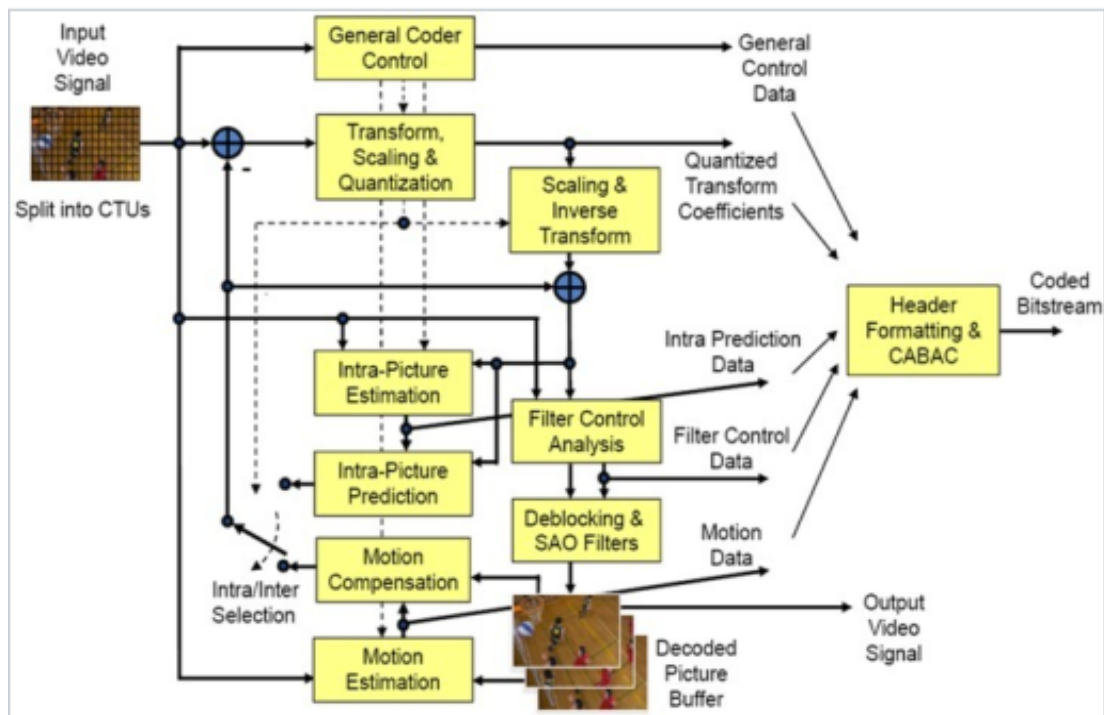 Input
Video
Signal
Split into CTUs
General Coder
Control
General
Control
Data
Transform,
Scaling &
Quantization
-
Quantized
Transform
Coefficients
Scaling &
Inverse
Transform
Header
Formatting &
CABAC
Coded
Bitstream
Intra-Picture
Estimation
Intra Prediction
Data
Filter Control
Analysis
Filter Control
Data
Intra-Picture
Prediction
Deblocking &
SAO Filters
Motion
Data
Motion
Compensation
Intra/Inter
Selection
Output
Video
Signal
Motion
Estimation
Decoded
Picture
Buffer